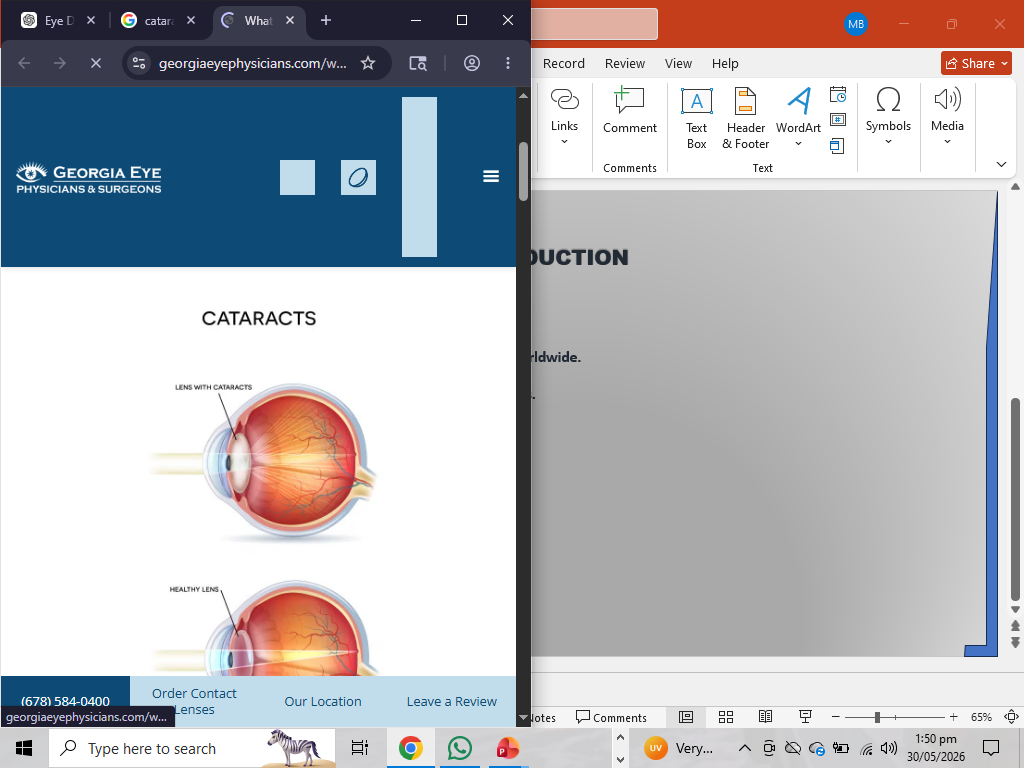 Eye D
catara
What
georgiaeyephysicians.com/w...
GEORGIA EYE
PHYSICIANS & SURGEONS
CATARACTS
LENS WITH CATARACTS
HEALTHY LENS
(678) 584-0400
Order Contact
Lenses
Our Location
Leave a Review
georgiaeyephysicians.com/w...
MB
Record
Review
View
Help
Share
Links
Comment
Text
Box
Header
& Footer
WordArt
Symbols
Media
Comments
Text
DUCTION
rldwide.
s.
Notes
Comments
65%
Type here to search
UV
Very...
1:50 pm
30/05/2026